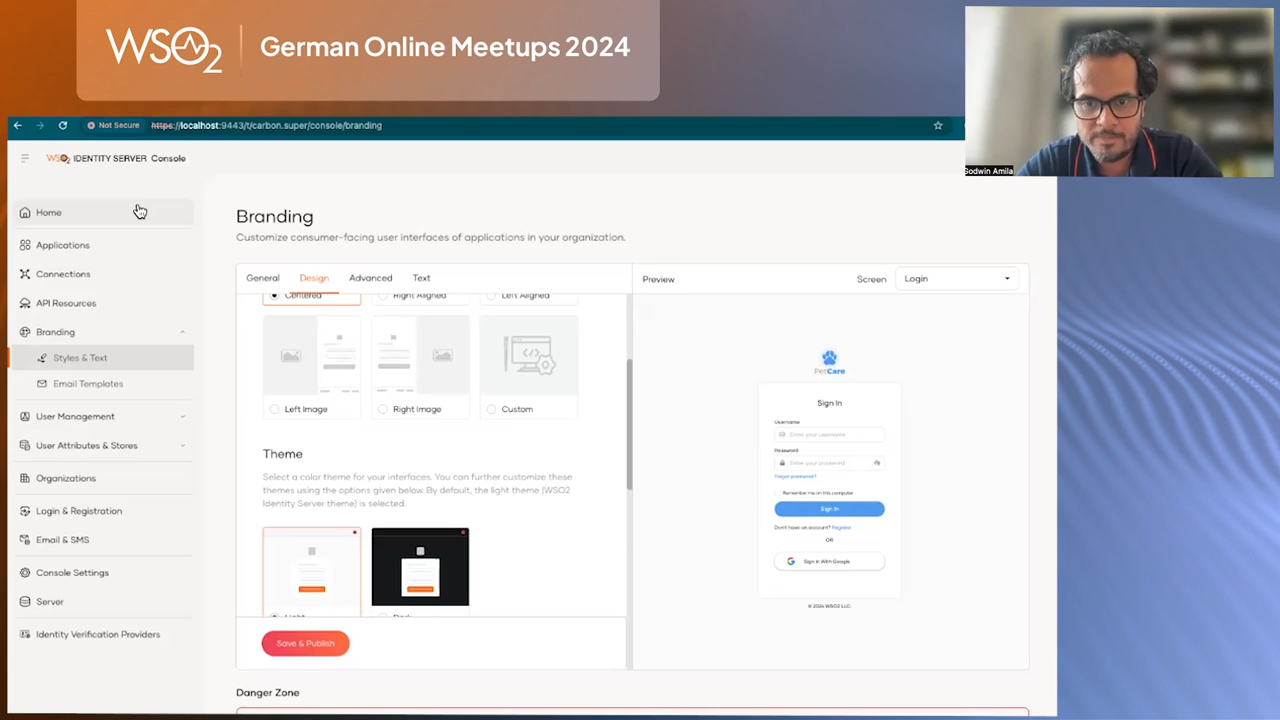 WSO2
German Online Meetups 2024
Not Secure
https://localhost:9443/t/carbon.super/console/branding
Godwin Amila
WSO2 IDENTITY SERVER Console
Home
Applications
Connections
API Resources
Branding
Styles & Text
Email Templates
User Management
User Attributes & Stores
Organizations
Login & Registration
Email & SMS
Console Settings
Server
Identity Verification Providers
Branding
Customize consumer-facing user interfaces of applications in your organization.
General
Design
Advanced
Text
Centered
Right Aligned
Left Aligned
Left Image
Right Image
Custom
Theme
Select a color theme for your interfaces. You can further customize these
themes using the options given below. By default, the light theme (WSO2
Identity Server theme) is selected.
Light
Dark
Save & Publish
Preview
Screen
Login
PetCare
Sign In
Username
Enter your username
Password
Enter your password
Forgot password?
Remember me on this computer
Sign In
Don't have an account? Register
OR
Sign In With Google
© 2024 WSO2 LLC.
Danger Zone